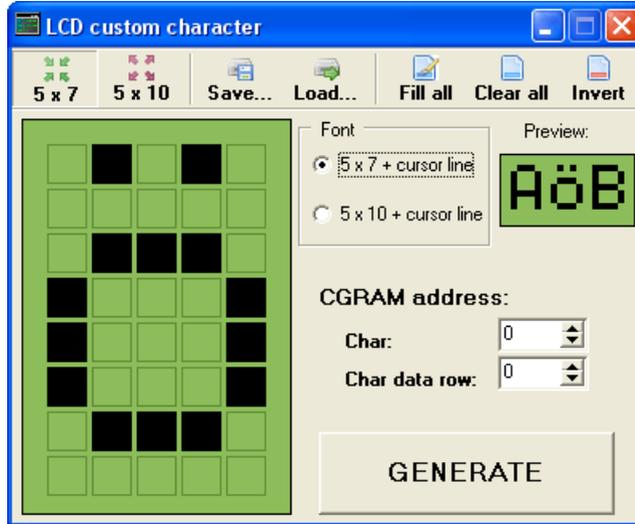 LCD custom character
5 x 7 5 x 10 Save... Load... Fill all Clear all Invert
Font
Preview:
5 x 7 + cursor line
5 x 10 + cursor line
AöB
CGRAM address:
Char: 0
Char data row: 0
GENERATE